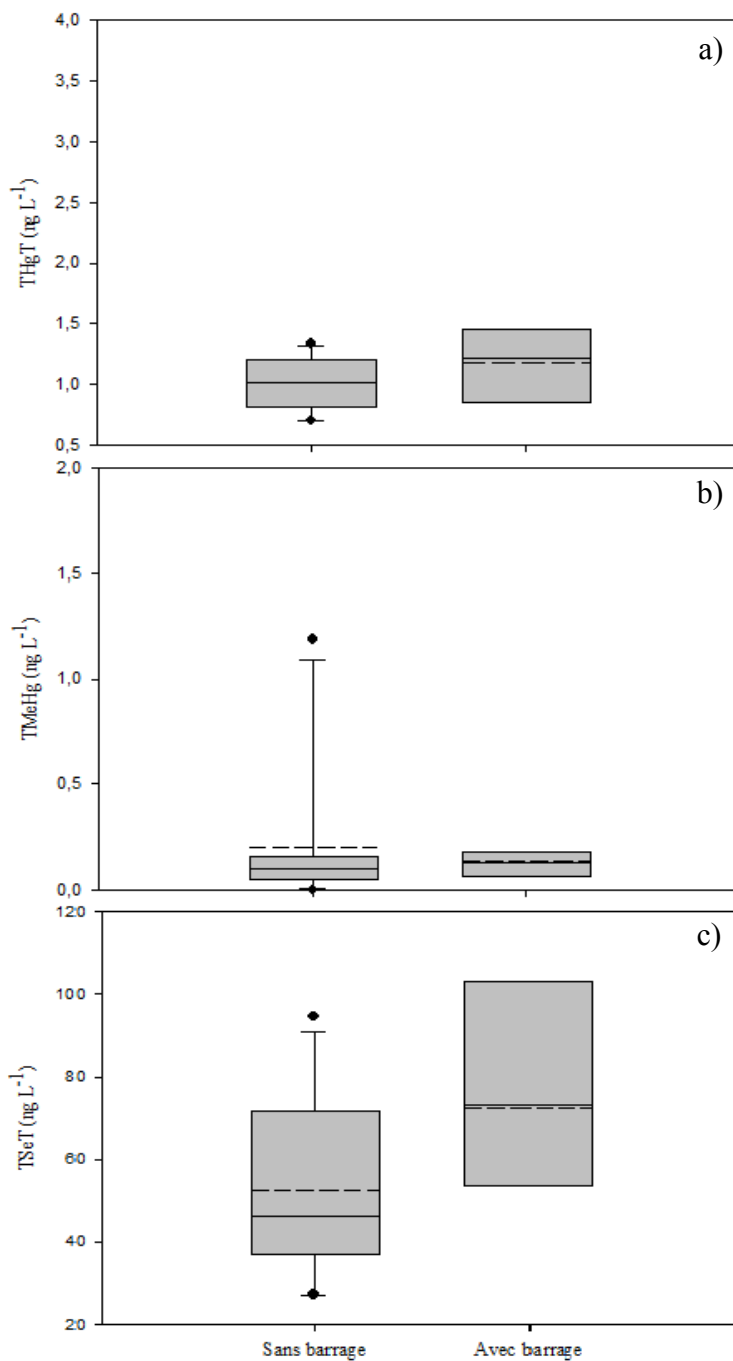 a)
4,0
3,5
3,0
2,5
2,0
1,5
1,0
0,5
THgT (ng L⁻¹)
b)
2,0
1,5
1,0
0,5
0,0
TMeHg (ng L⁻¹)
c)
120
100
80
60
40
20
TSeT (ng L⁻¹)
Sans barrage Avec barrage